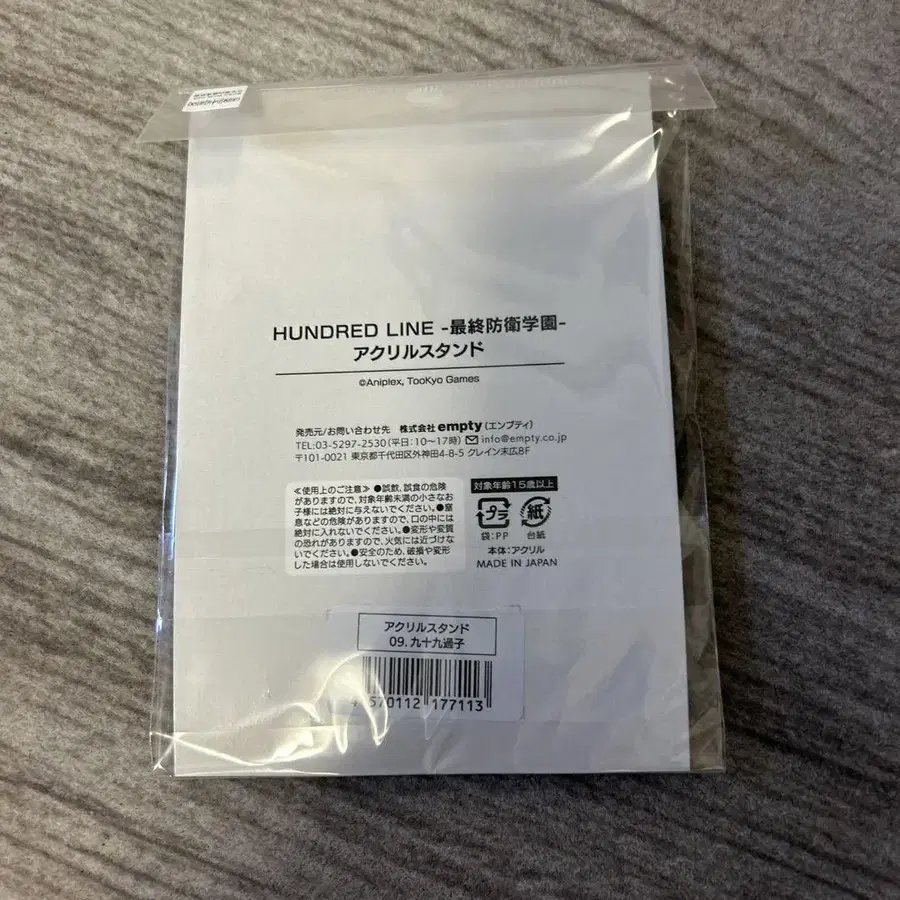 HUNDRED LINE -最終防衛学園-
アクリルスタンド
©Aniplex, TooKyo Games
発売元/お問い合わせ先 株式会社empty(エンプティ)
TEL:03-5297-2530(平日:10〜17時) info@empty.co.jp
〒101-0021 東京都千代田区外神田4-8-5 クレイン末広8F
≪使用上のご注意≫ ●誤飲、誤食の危険
がありますので、対象年齢未満の小さなお
子様には絶対に与えないでください。●窒
息などの危険がありますので、口の中には
絶対に入れないでください。●変形や変質
の恐れがありますので、火気には近づけな
いでください。●安全のため、破損や変形
した場合は使用しないでください。
対象年齢15歳以上
プラ 紙
袋:PP 台紙
本体:アクリル
MADE IN JAPAN
アクリルスタンド
09. 九十九過子
4 570112 177113